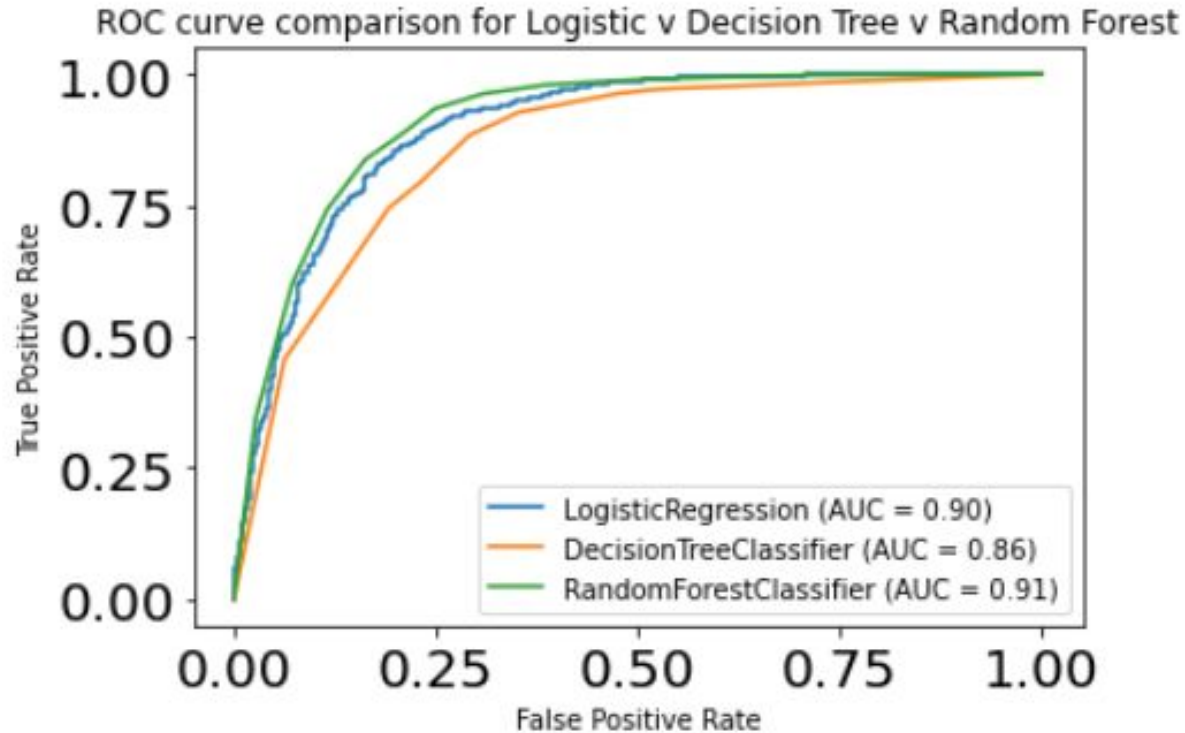 ROC curve comparison for Logistic v Decision Tree v Random Forest
1.00
0.75
0.50
0.25
0.00
True Positive Rate
LogisticRegression (AUC = 0.90)
DecisionTreeClassifier (AUC = 0.86)
RandomForestClassifier (AUC = 0.91)
0.00 0.25 0.50 0.75 1.00
False Positive Rate